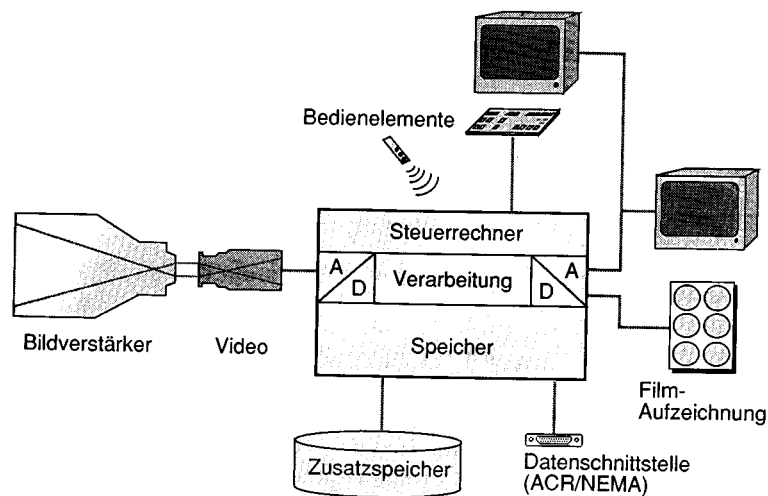 Bedienelemente
Steuerrechner
A
D
Verarbeitung
A
D
Bildverstärker
Video
Speicher
Film-
Aufzeichnung
Zusatzspeicher
Datenschnittstelle
(ACR/NEMA)